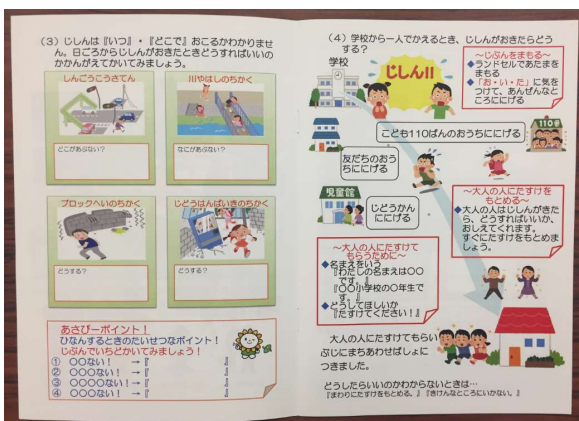 (3)じしんは『いつ』・『どこで』おこるかわかりませ
ん。日ごろからじしんがおきたときどうすればいいの
かかんがえてかいてみましょう。
しんごうこうさてん
どこがあぶない?
川やはしのちかく
なにがあぶない?
ブロックへいのちかく
どうする?
じどうはんばいきのちかく
どうする?
あさぴーポイント!
ひなんするときのたいせつなポイント!
じぶんでいちどかいてみましょう!
① ○○ない! →『 』
② ○○○ない! →『 』
③ ○○○○ない!→『 』
④ ○○○ない! →『 』
(4)学校から一人でかえるとき、じしんがおきたらどう
する?
学校
じしん!!
~じぶんをまもる~
◆ランドセルであたまを
まもる
◆「お・い・た」に気を
つけて、あんぜんなと
ころににげる
こども110ばんのおうちににげる
110番
友だちのおう
ちににげる
児童館
じどうかん
ににげる
~大人の人にたすけを
もとめる~
◆大人の人はじしんがきた
ら、どうすればいいか、
おしえてくれます。
すぐにたすけをもとめま
しょう。
~大人の人にたすけて
もらうために~
◆名まえをいう
『わたしの名まえは○○
です。』
『○○小学校の○年生で
す。』
◆どうしてほしいか
『たすけてください!』
大人の人にたすけてもらい
ぶじにまちあわせばしょに
つきました。
どうしたらいいのかわからないときは…
『まわりにたすけをもとめる。』『きけんなところにいかない。』